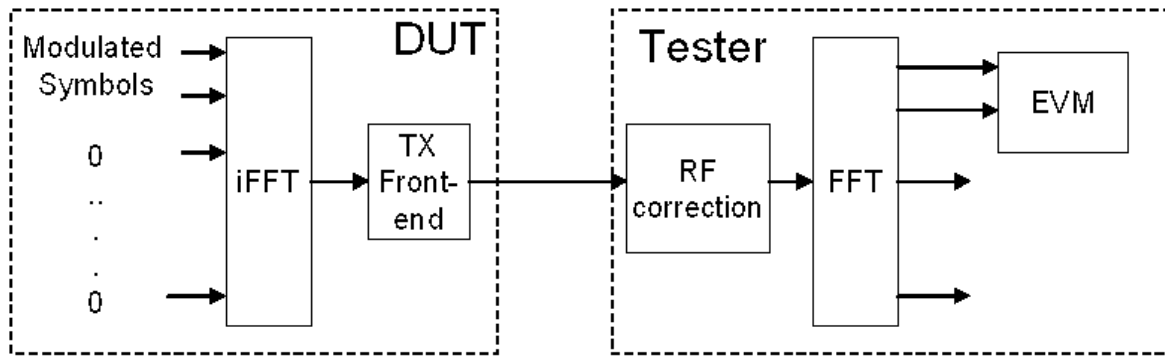 DUT
Modulated
Symbols
0
..
.
.
0
iFFT
TX
Front-
end
Tester
RF
correction
FFT
EVM